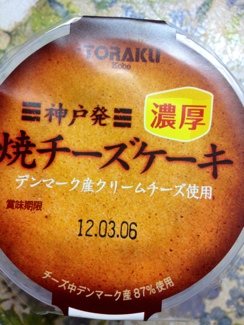 TORAKU
Kobe
神戸発
濃厚
焼チーズケーキ
デンマーク産クリームチーズ使用
賞味期限
12.03.06
チーズ中デンマーク産87%使用